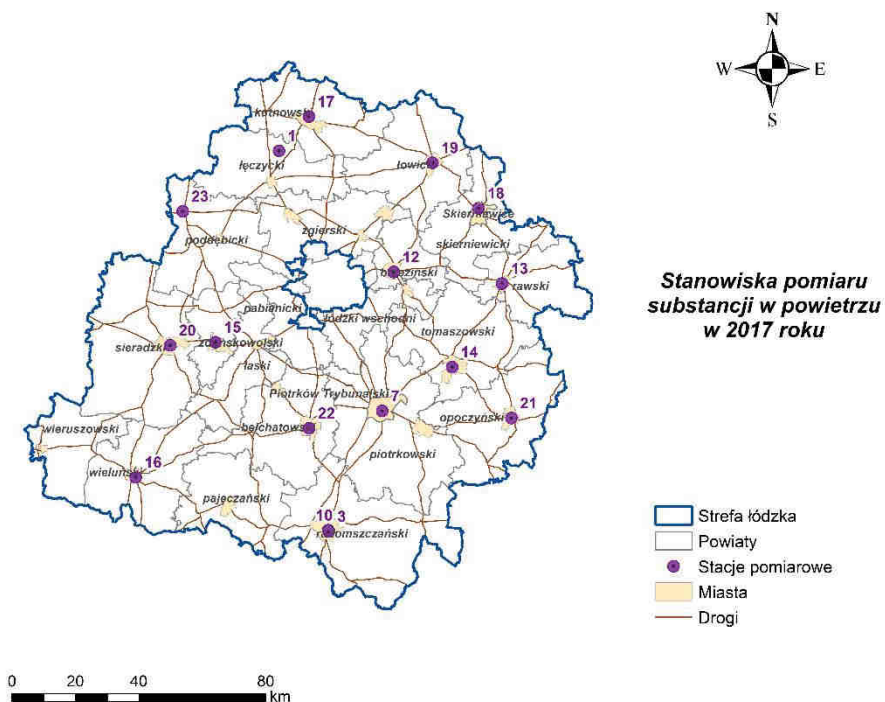 N
W E
S
17
kutnowski
1
łęczycki
19
łowicki
23
18
Skierniewice
zgierski
poddębicki
skierniewicki
12
brzeziński
13
rawski
Stanowiska pomiaru
substancji w powietrzu
w 2017 roku
pabianicki
łódzki wschodni
20
15
sieradzki
zduńskowolski
tomaszowski
łaski
14
Piotrków Trybunalski
7
22
21
opoczyński
wieruszowski
bełchatowski
piotrkowski
16
wieluński
pajęczański
10 3
radomszczański
Strefa łódzka
Powiaty
Stacje pomiarowe
Miasta
Drogi
0 20 40 80
km